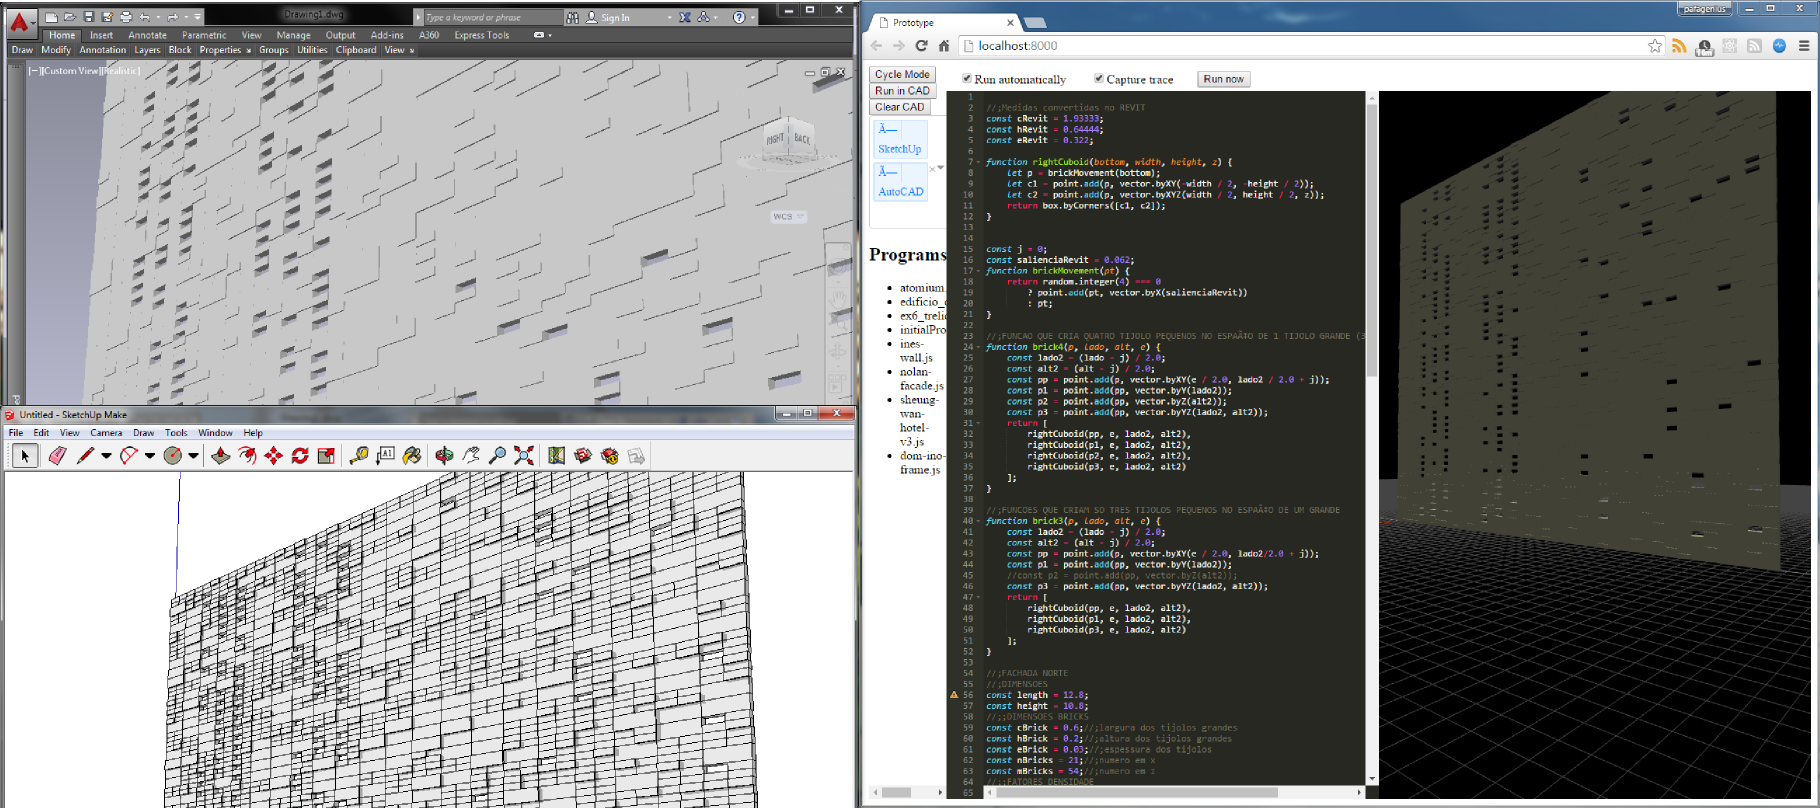 Drawing1.dwg
Type a keyword or phrase
Sign In
Home Insert Annotate Parametric View Manage Output Add-ins A360 Express Tools
Draw Modify Annotation Layers Block Properties Groups Utilities Clipboard View
[−][Custom View][Realistic]
RIGHT BACK
WCS
Untitled - SketchUp Make
File Edit View Camera Draw Tools Window Help
A1
pafagenius
Prototype
localhost:8000
Cycle Mode
Run in CAD
Clear CAD
Ã—
SketchUp
Ã—
AutoCAD
Programs
atomium.
edificio_
ex6_trelic
initialPro
ines-
wall.js
nolan-
facade.js
sheung-
wan-
hotel-
v3.js
dom-ino-
frame.js
Run automatically Capture trace Run now
1
2 //;Medidas convertidas no REVIT
3 const cRevit = 1.93333;
4 const hRevit = 0.64444;
5 const eRevit = 0.322;
6
7 function rightCuboid(bottom, width, height, z) {
8 let p = brickMovement(bottom);
9 let c1 = point.add(p, vector.byXY(-width / 2, -height / 2));
10 let c2 = point.add(p, vector.byXYZ(width / 2, height / 2, z));
11 return box.byCorners([c1, c2]);
12 }
13
14
15 const j = 0;
16 const salienciaRevit = 0.062;
17 function brickMovement(pt) {
18 return random.integer(4) === 0
19 ? point.add(pt, vector.byX(salienciaRevit))
20 : pt;
21 }
22
23 //;FUNCAO QUE CRIA QUATRO TIJOLO PEQUENOS NO ESPAÃ‡O DE 1 TIJOLO GRANDE (3
24 function brick4(p, lado, alt, e) {
25 const lado2 = (lado - j) / 2.0;
26 const alt2 = (alt - j) / 2.0;
27 const pp = point.add(p, vector.byXY(e / 2.0, lado2 / 2.0 + j));
28 const p1 = point.add(pp, vector.byY(lado2));
29 const p2 = point.add(pp, vector.byZ(alt2));
30 const p3 = point.add(pp, vector.byYZ(lado2, alt2));
31 return [
32 rightCuboid(pp, e, lado2, alt2),
33 rightCuboid(p1, e, lado2, alt2),
34 rightCuboid(p2, e, lado2, alt2),
35 rightCuboid(p3, e, lado2, alt2)
36 ];
37 }
38
39 //;FUNCOES QUE CRIAM SO TRES TIJOLOS PEQUENOS NO ESPAÃ‡O DE UM GRANDE
40 function brick3(p, lado, alt, e) {
41 const lado2 = (lado - j) / 2.0;
42 const alt2 = (alt - j) / 2.0;
43 const pp = point.add(p, vector.byXY(e / 2.0, lado2/2.0 + j));
44 const p1 = point.add(pp, vector.byY(lado2));
45 //const p2 = point.add(pp, vector.byZ(alt2));
46 const p3 = point.add(pp, vector.byYZ(lado2, alt2));
47 return [
48 rightCuboid(pp, e, lado2, alt2),
49 rightCuboid(p1, e, lado2, alt2),
50 rightCuboid(p3, e, lado2, alt2)
51 ];
52 }
53
54 //;FACHADA NORTE
55 //;DIMENSOES
56 const length = 12.8;
57 const height = 10.8;
58 //;;DIMENSOES BRICKS
59 const cBrick = 0.6;//;largura dos tijolos grandes
60 const hBrick = 0.2;//;altura dos tijolos grandes
61 const eBrick = 0.03;//;espessura dos tijolos
62 const nBricks = 21;//;numero em x
63 const mBricks = 54;//;numero em z
64 //;;FATORES DENSIDADE
65